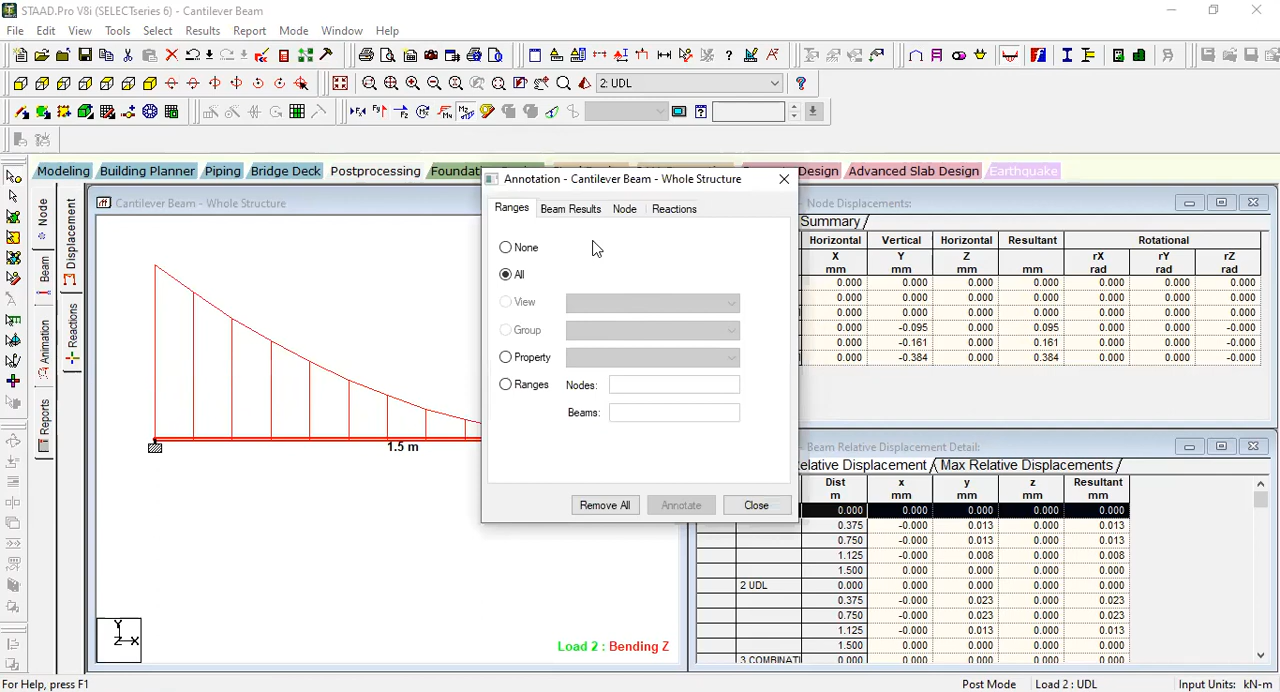 STAAD.Pro V8i (SELECTseries 6) - Cantilever Beam
File Edit View Tools Select Results Report Mode Window Help
2: UDL
Modeling Building Planner Piping Bridge Deck Postprocessing Design Advanced Slab Design Earthquake
Cantilever Beam - Whole Structure
Node
Beam
Animation
Reports
Displacement
Reactions
1.5 m
Load 2 : Bending Z
Y
Z X
Annotation - Cantilever Beam - Whole Structure
Ranges Beam Results Node Reactions
None
All
View
Group
Property
Ranges Nodes:
Beams:
Remove All Annotate Close
Node Displacements:
Summary
Horizontal Vertical Horizontal Resultant Rotational
X Y Z rX rY rZ
mm mm mm mm rad rad rad
0.000 0.000 0.000 0.000 0.000 0.000 0.000
0.000 0.000 0.000 0.000 0.000 0.000 0.000
0.000 0.000 0.000 0.000 0.000 0.000 0.000
0.000 -0.095 0.000 0.095 0.000 0.000 -0.000
0.000 -0.161 0.000 0.161 0.000 0.000 -0.000
0.000 -0.384 0.000 0.384 0.000 0.000 -0.000
- Beam Relative Displacement Detail:
elative Displacement Max Relative Displacements
Dist x y z Resultant
m mm mm mm mm
0.000 0.000 0.000 0.000 0.000
0.375 -0.000 0.013 0.000 0.013
0.750 -0.000 0.013 0.000 0.013
1.125 -0.000 0.008 0.000 0.008
1.500 0.000 0.000 0.000 0.000
2 UDL 0.000 0.000 0.000 0.000 0.000
0.375 -0.000 0.023 0.000 0.023
0.750 -0.000 0.023 0.000 0.023
1.125 -0.000 0.013 0.000 0.013
1.500 0.000 0.000 0.000 0.000
3 COMBINATI 0.000 0.000 0.000 0.000 0.000
For Help, press F1 Post Mode Load 2 : UDL Input Units: kN-m